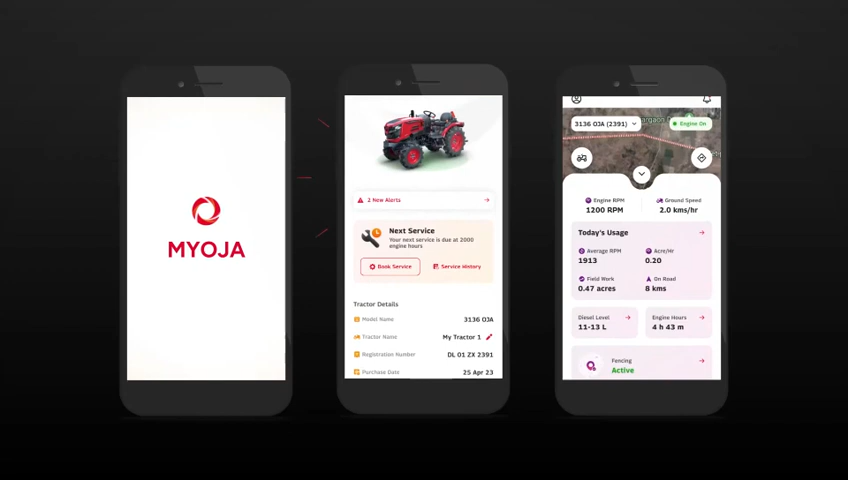 MYOJA
2 New Alerts
Next Service
Your next service is due at 2000
engine hours
Book Service
Service History
Tractor Details
Model Name
3136 OJA
Tractor Name
My Tractor 1
Registration Number
DL 01 ZX 2391
Purchase Date
25 Apr 23
3136 OJA (2391)
Engine On
Engine RPM
1200 RPM
Ground Speed
2.0 kms/hr
Today's Usage
Average RPM
1913
Acre/Hr
0.20
Field Work
0.47 acres
On Road
8 kms
Diesel Level
11-13 L
Engine Hours
4 h 43 m
Fencing
Active